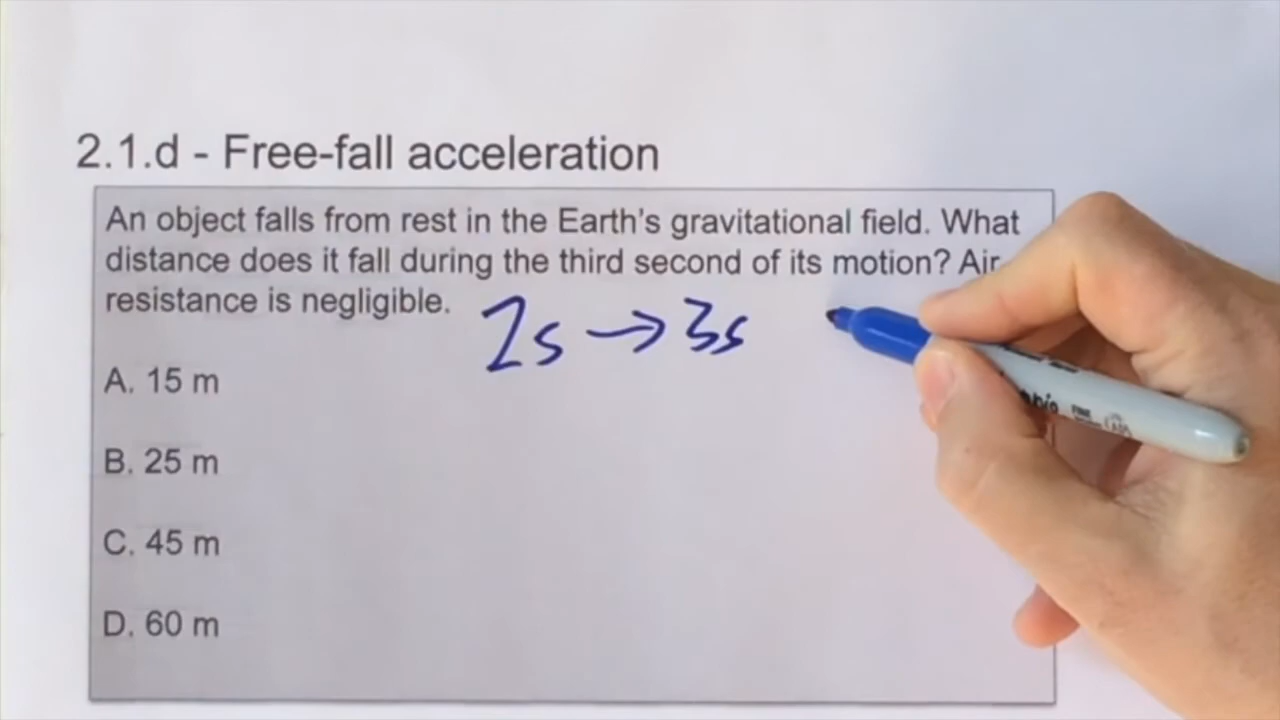 2.1.d - Free-fall acceleration
An object falls from rest in the Earth's gravitational field. What
distance does it fall during the third second of its motion? Air
resistance is negligible.
2s → 3s
A. 15 m
B. 25 m
C. 45 m
D. 60 m